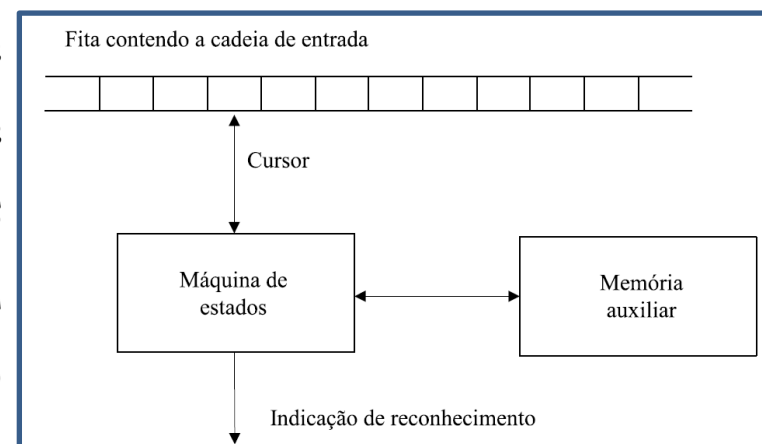 Fita contendo a cadeia de entrada
Cursor
Máquina de
estados
Memória
auxiliar
Indicação de reconhecimento